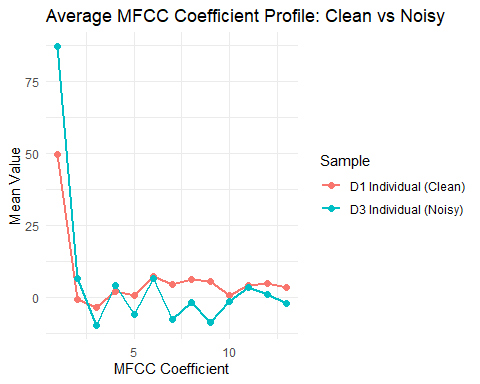 Average MFCC Coefficient Profile: Clean vs Noisy
75
50
25
0
Mean Value
5 10
MFCC Coefficient
Sample
D1 Individual (Clean)
D3 Individual (Noisy)